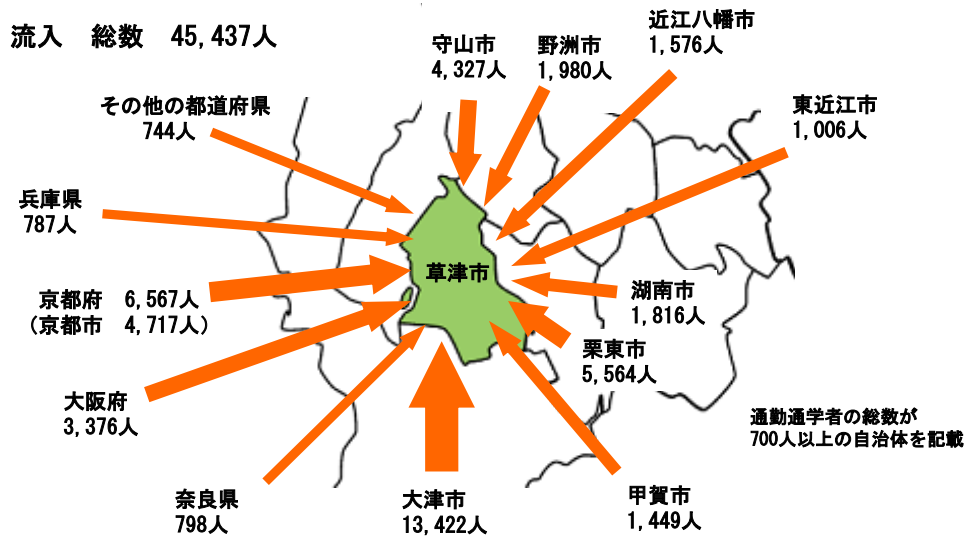 流入 総数 45,437人
守山市
4,327人
野洲市
1,980人
近江八幡市
1,576人
その他の都道府県
744人
東近江市
1,006人
兵庫県
787人
草津市
京都府 6,567人
(京都市 4,717人)
湖南市
1,816人
栗東市
5,564人
大阪府
3,376人
通勤通学者の総数が
700人以上の自治体を記載
奈良県
798人
大津市
13,422人
甲賀市
1,449人